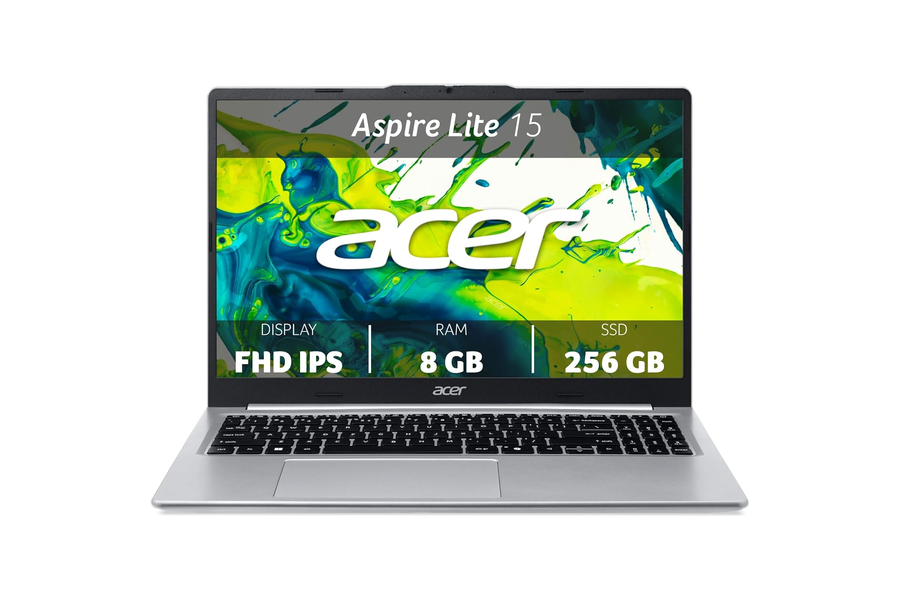 Aspire Lite 15
acer
DISPLAY RAM SSD
FHD IPS 8 GB 256 GB
acer